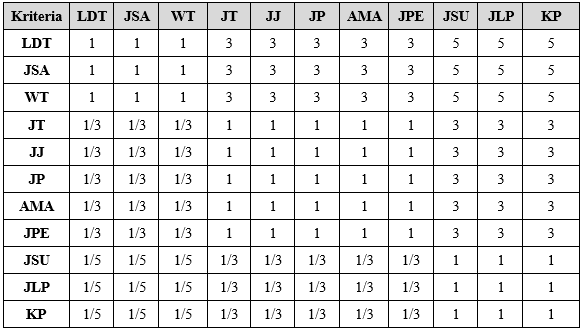 Kriteria LDT JSA WT JT JJ JP AMA JPE JSU JLP KP
LDT 1 1 1 3 3 3 3 3 5 5 5
JSA 1 1 1 3 3 3 3 3 5 5 5
WT 1 1 1 3 3 3 3 3 5 5 5
JT 1/3 1/3 1/3 1 1 1 1 1 3 3 3
JJ 1/3 1/3 1/3 1 1 1 1 1 3 3 3
JP 1/3 1/3 1/3 1 1 1 1 1 3 3 3
AMA 1/3 1/3 1/3 1 1 1 1 1 3 3 3
JPE 1/3 1/3 1/3 1 1 1 1 1 3 3 3
JSU 1/5 1/5 1/5 1/3 1/3 1/3 1/3 1/3 1 1 1
JLP 1/5 1/5 1/5 1/3 1/3 1/3 1/3 1/3 1 1 1
KP 1/5 1/5 1/5 1/3 1/3 1/3 1/3 1/3 1 1 1